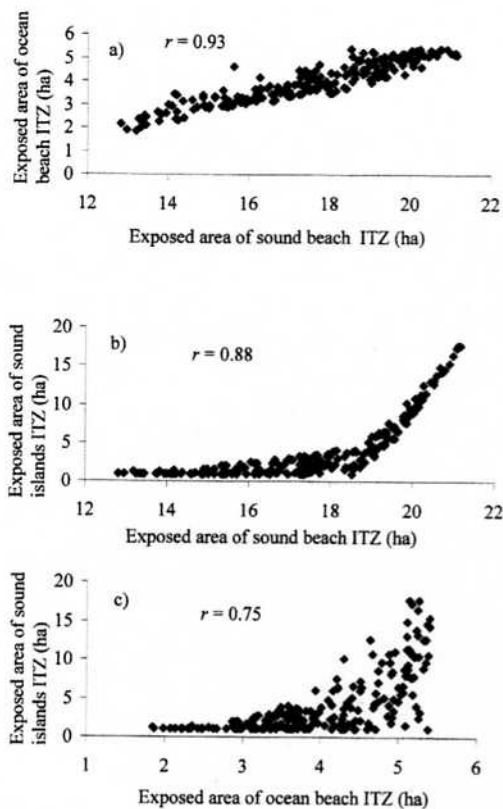 Exposed area of ocean
beach ITZ (ha)
a)
r = 0.93
6
5
4
3
2
1
0
12 14 16 18 20 22
Exposed area of sound beach ITZ (ha)
Exposed area of sound
islands ITZ (ha)
b)
r = 0.88
20
15
10
5
0
12 14 16 18 20 22
Exposed area of sound beach ITZ (ha)
Exposed area of sound
islands ITZ (ha)
c)
r = 0.75
20
15
10
5
0
1 2 3 4 5 6
Exposed area of ocean beach ITZ (ha)